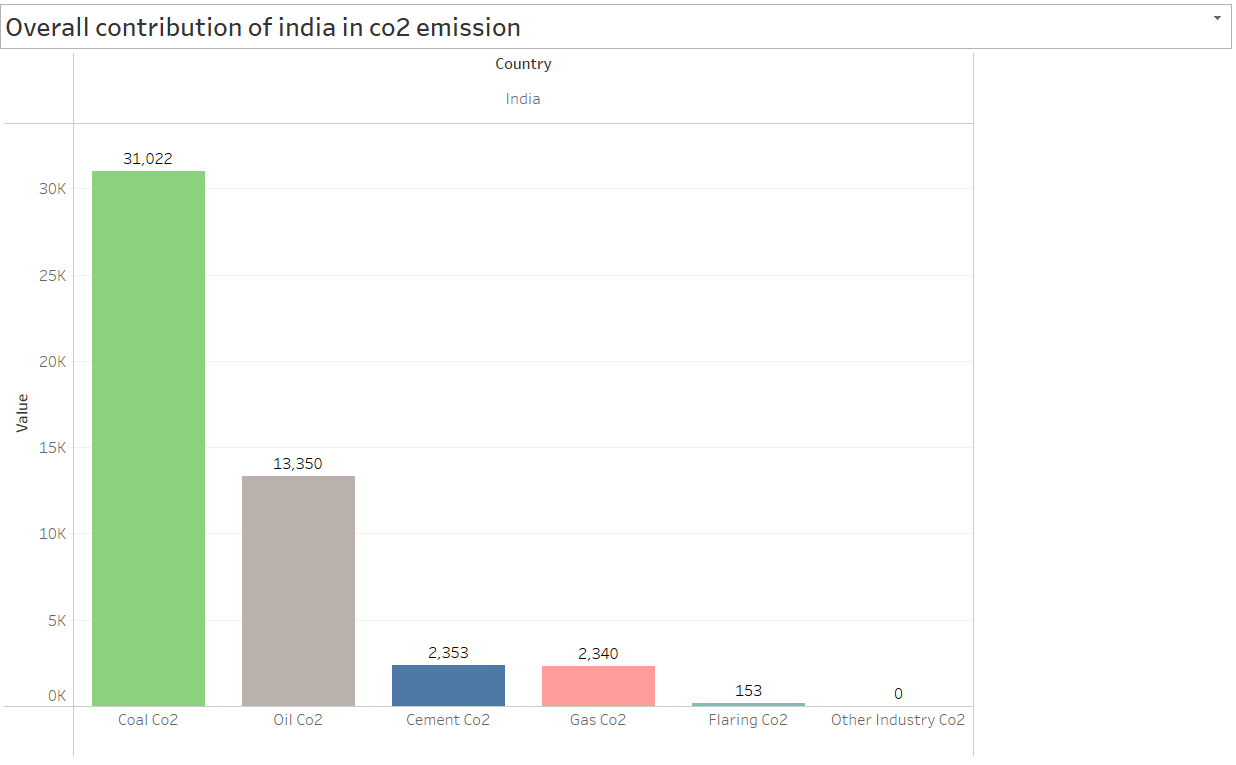 Overall contribution of india in co2 emission
Country
India
31,022
30K
25K
20K
Value
15K
13,350
10K
5K
2,353
2,340
153
0
0K
Coal Co2
Oil Co2
Cement Co2
Gas Co2
Flaring Co2
Other Industry Co2